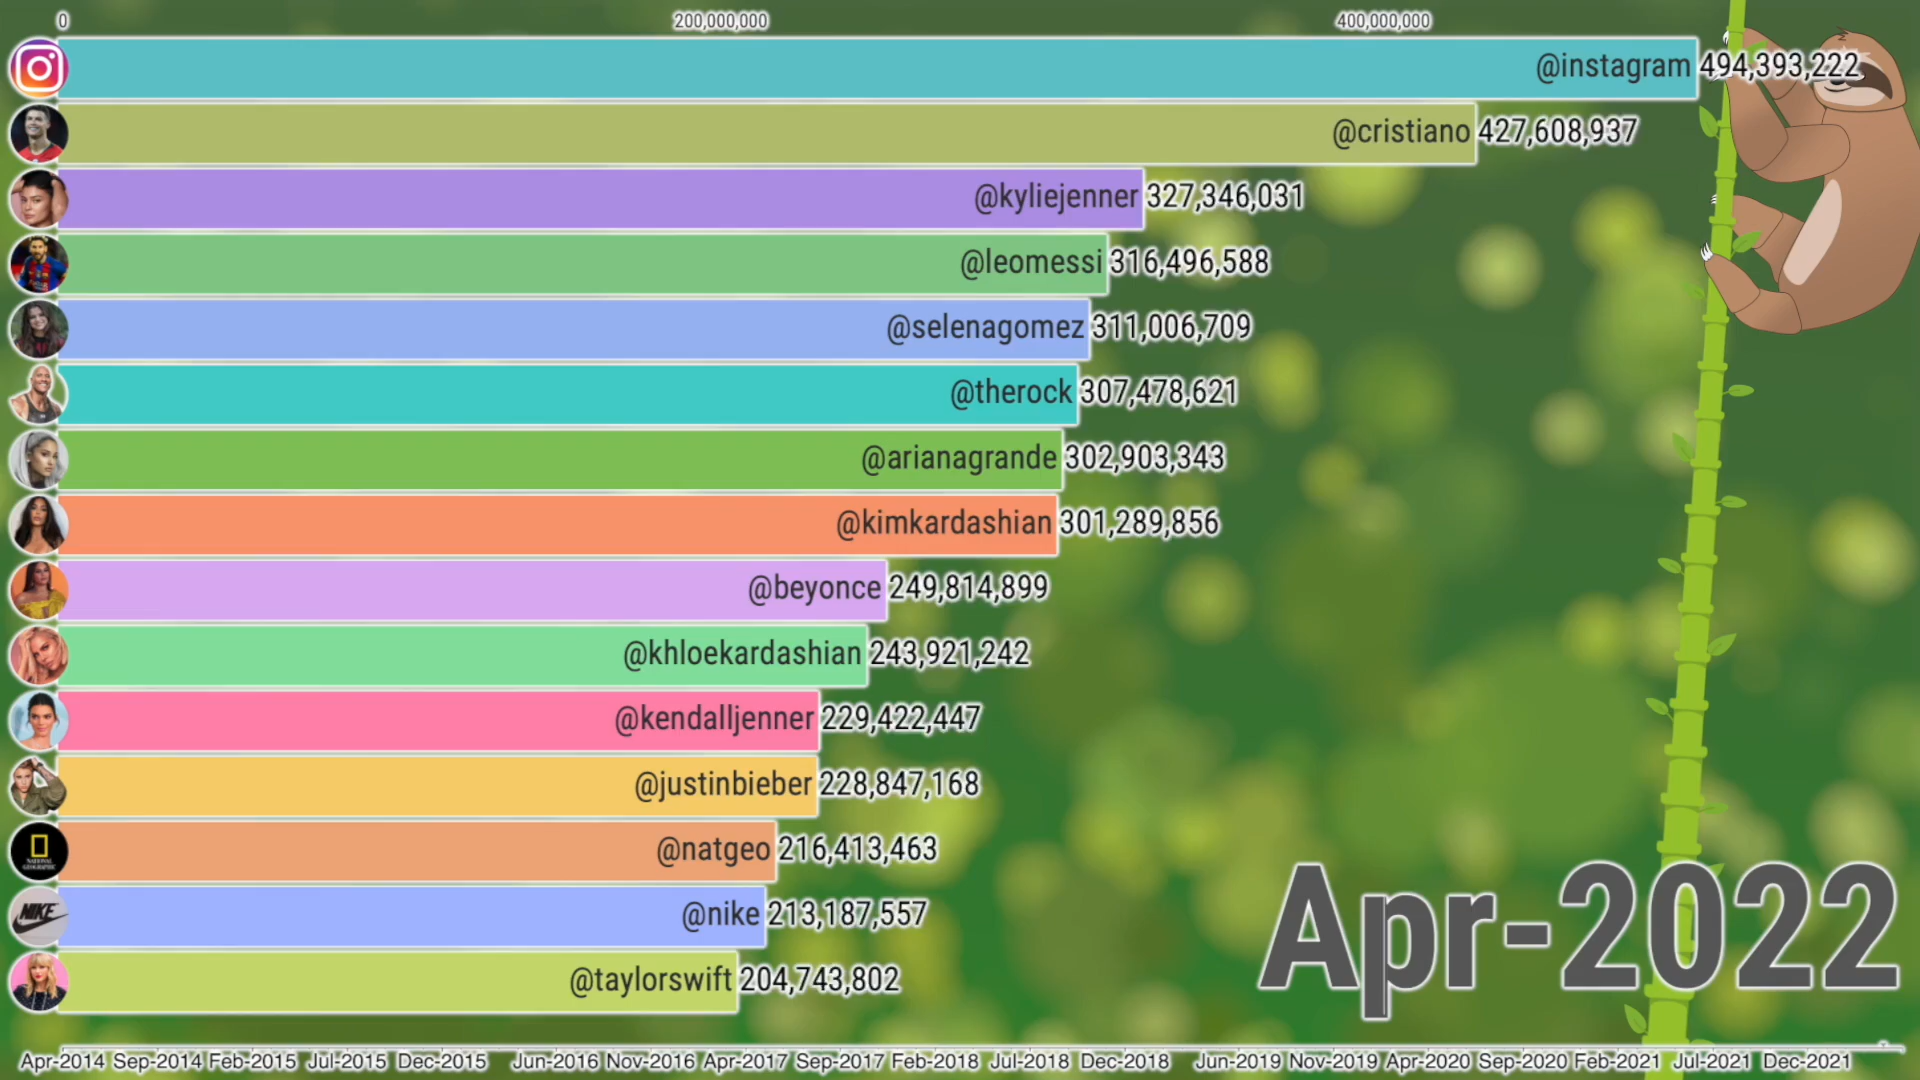 0 200,000,000 400,000,000
@instagram 494,393,222
@cristiano 427,608,937
@kyliejenner 327,346,031
@leomessi 316,496,588
@selenagomez 311,006,709
@therock 307,478,621
@arianagrande 302,903,343
@kimkardashian 301,289,856
@beyonce 249,814,899
@khloekardashian 243,921,242
@kendalljenner 229,422,447
@justinbieber 228,847,168
NATIONAL GEOGRAPHIC
@natgeo 216,413,463
NIKE
@nike 213,187,557
@taylorswift 204,743,802
Apr-2022
Apr-2014 Sep-2014 Feb-2015 Jul-2015 Dec-2015 Jun-2016 Nov-2016 Apr-2017 Sep-2017 Feb-2018 Jul-2018 Dec-2018 Jun-2019 Nov-2019 Apr-2020 Sep-2020 Feb-2021 Jul-2021 Dec-2021